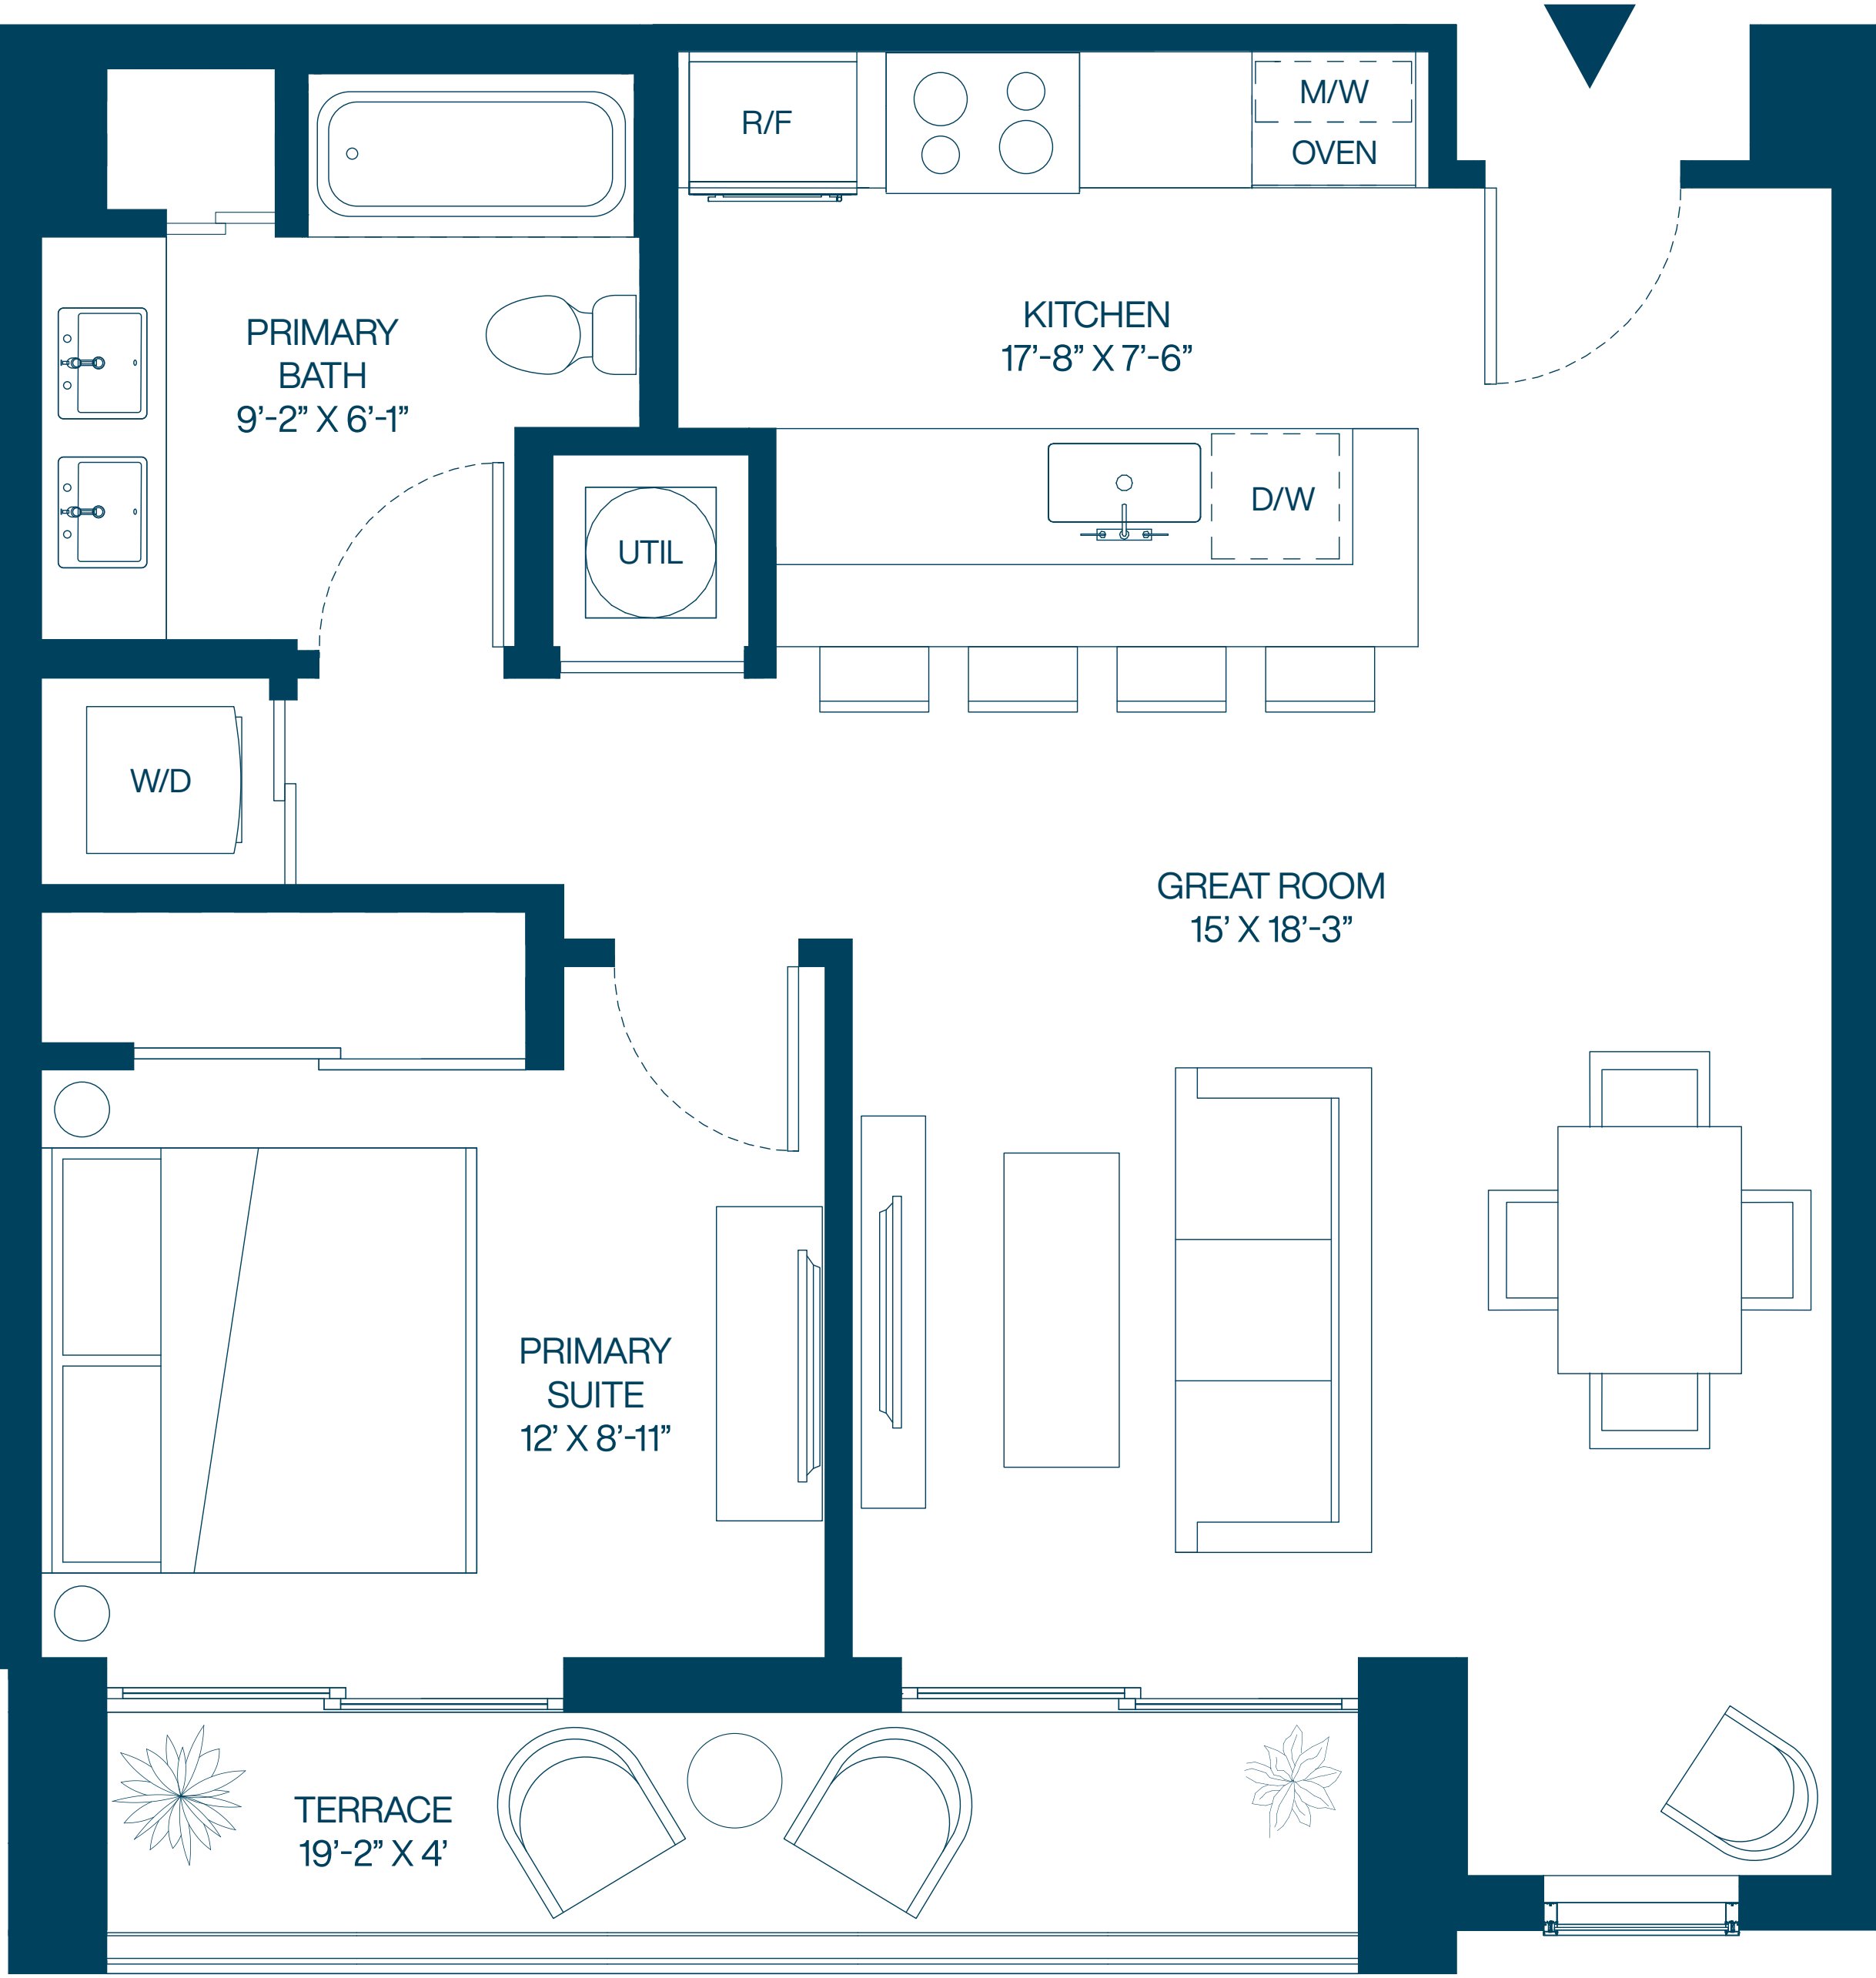 R/F
M/W
OVEN
PRIMARY
BATH
9’-2” X 6’-1”
KITCHEN
17’-8” X 7’-6”
D/W
UTIL
W/D
GREAT ROOM
15’ X 18’-3”
PRIMARY
SUITE
12’ X 8’-11”
TERRACE
19’-2” X 4’